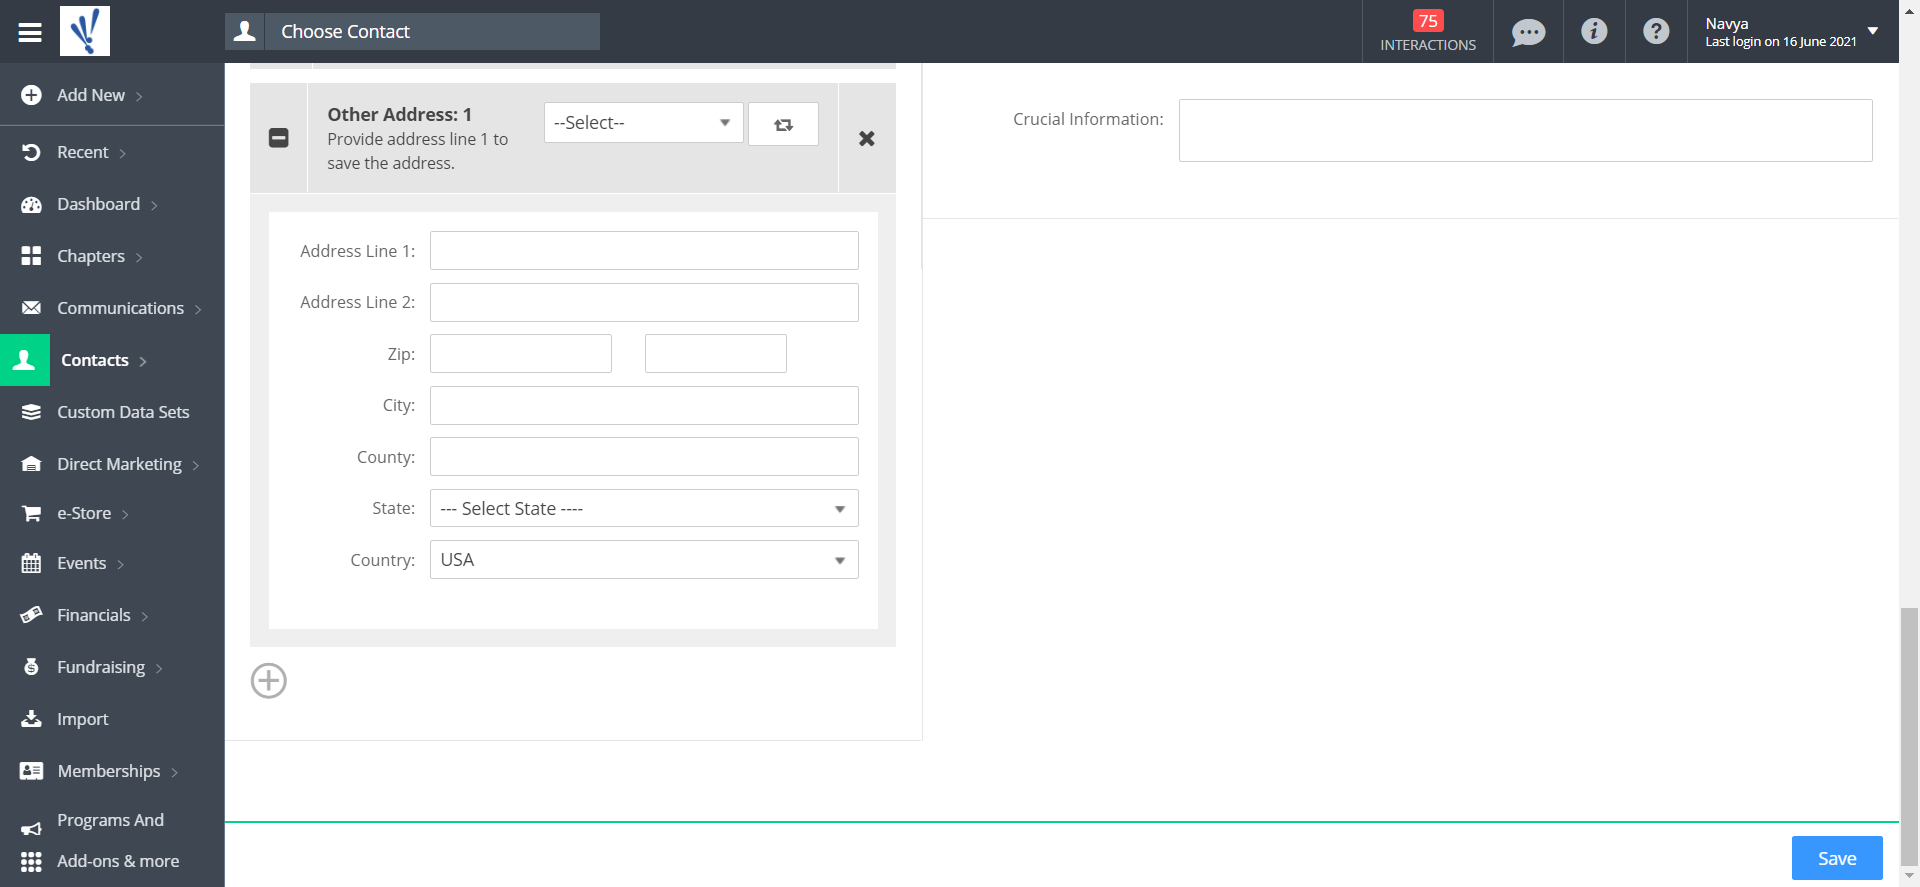 Choose Contact
75
INTERACTIONS
Navya
Last login on 16 June 2021
Add New
Recent
Dashboard
Chapters
Communications
Contacts
Custom Data Sets
Direct Marketing
e-Store
Events
Financials
Fundraising
Import
Memberships
Programs And
Add-ons & more
Other Address: 1
Provide address line 1 to
save the address.
--Select--
Address Line 1:
Address Line 2:
Zip:
City:
County:
State:
--- Select State ----
Country:
USA
Crucial Information:
Save